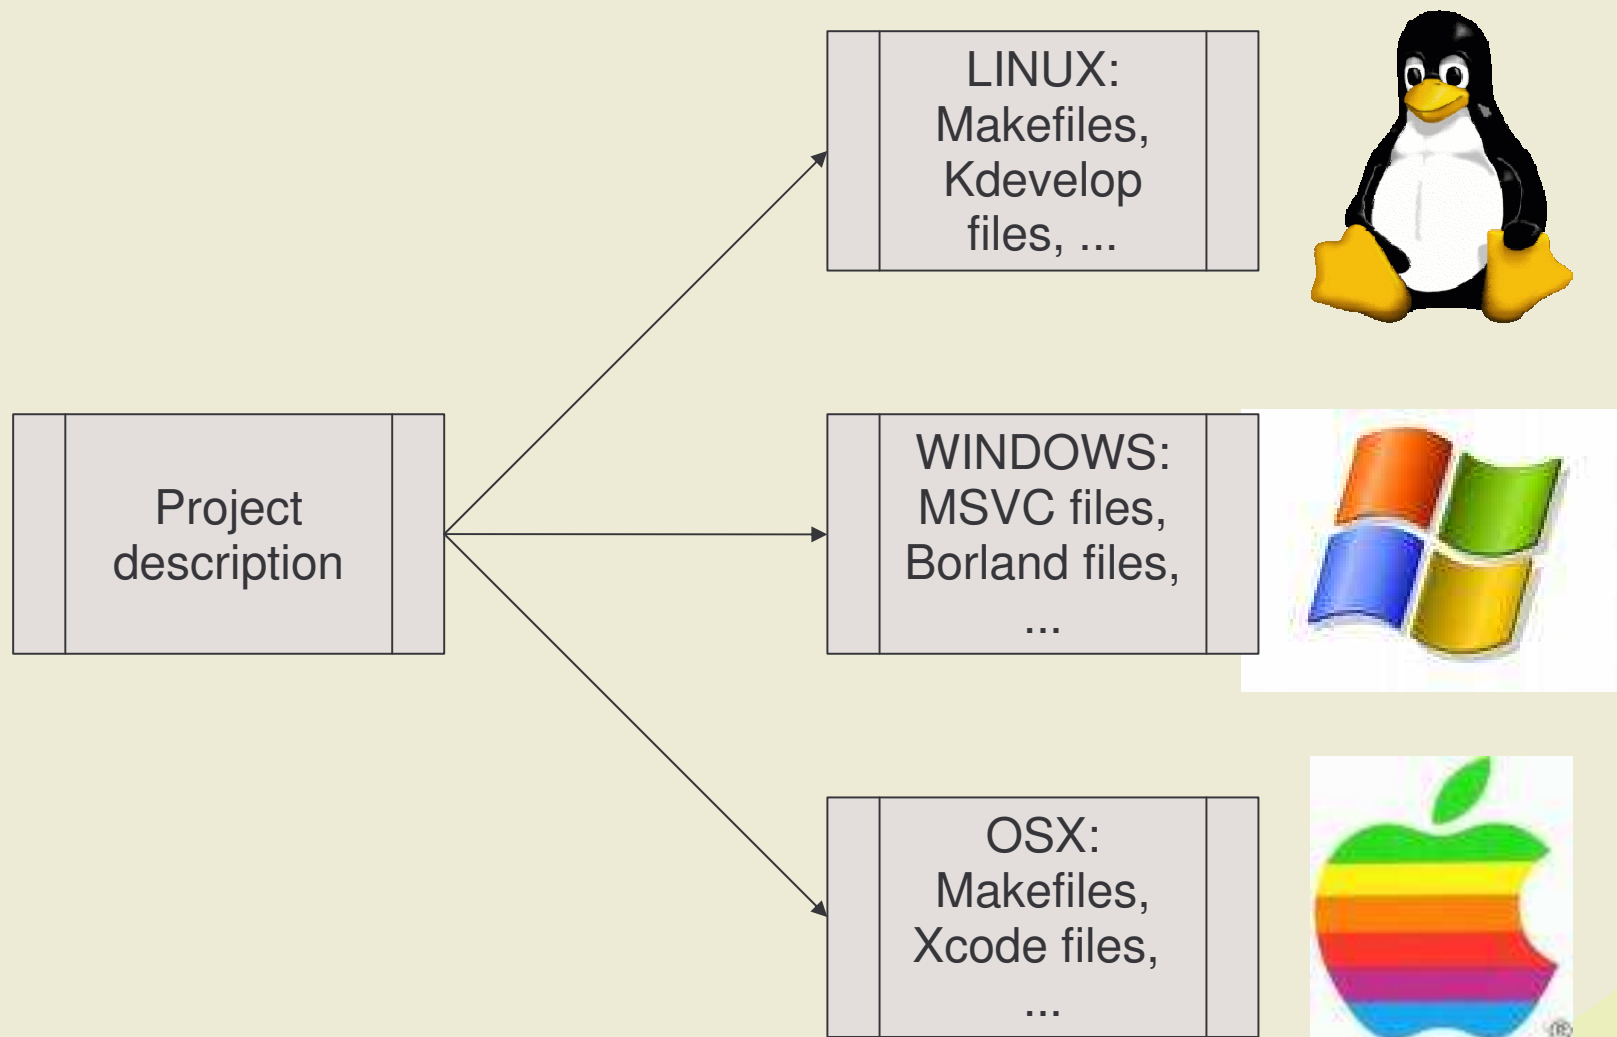 LINUX:
Makefiles,
Kdevelop
files, ...
Project
description
WINDOWS:
MSVC files,
Borland files,
...
OSX:
Makefiles,
Xcode files,
...
®